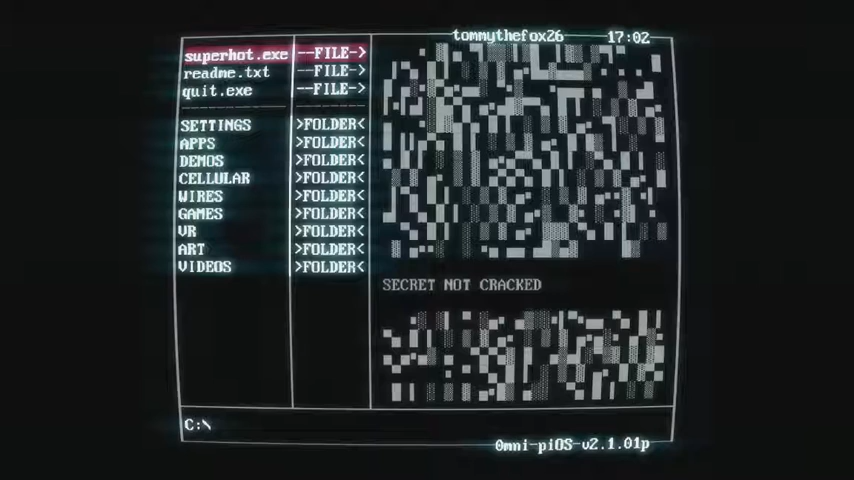 tommythefox26 17:02
superhot.exe --FILE->
readme.txt --FILE->
quit.exe --FILE->
SETTINGS >FOLDER<
APPS >FOLDER<
DEMOS >FOLDER<
CELLULAR >FOLDER<
WIRES >FOLDER<
GAMES >FOLDER<
VR >FOLDER<
ART >FOLDER<
VIDEOS >FOLDER<
SECRET NOT CRACKED
C:\
0mni-piOS-v2.1.01p